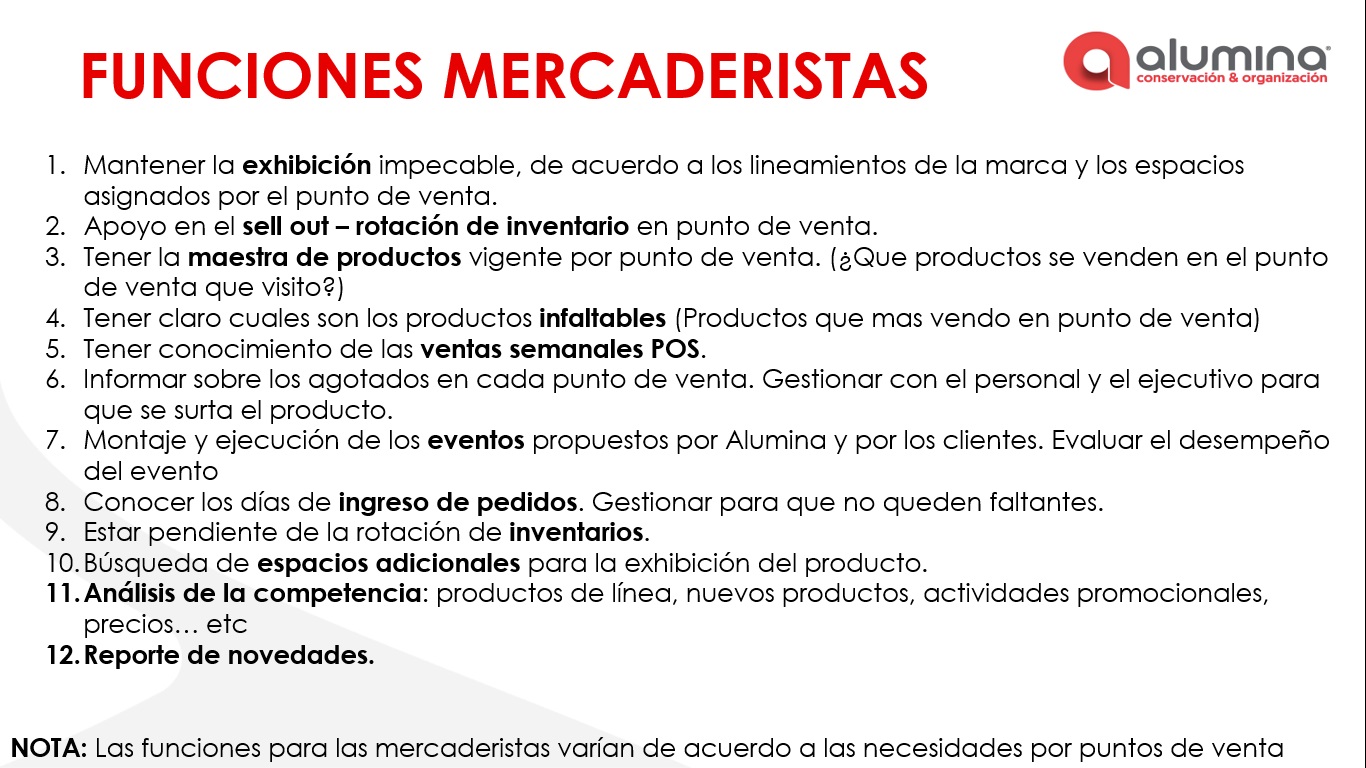 FUNCIONES MERCADERISTAS
alumina®
conservación & organización
1. Mantener la exhibición impecable, de acuerdo a los lineamientos de la marca y los espacios
asignados por el punto de venta.
2. Apoyo en el sell out – rotación de inventario en punto de venta.
3. Tener la maestra de productos vigente por punto de venta. (¿Que productos se venden en el punto
de venta que visito?)
4. Tener claro cuales son los productos infaltables (Productos que mas vendo en punto de venta)
5. Tener conocimiento de las ventas semanales POS.
6. Informar sobre los agotados en cada punto de venta. Gestionar con el personal y el ejecutivo para
que se surta el producto.
7. Montaje y ejecución de los eventos propuestos por Alumina y por los clientes. Evaluar el desempeño
del evento
8. Conocer los días de ingreso de pedidos. Gestionar para que no queden faltantes.
9. Estar pendiente de la rotación de inventarios.
10. Búsqueda de espacios adicionales para la exhibición del producto.
11. Análisis de la competencia: productos de línea, nuevos productos, actividades promocionales,
precios… etc
12. Reporte de novedades.
NOTA: Las funciones para las mercaderistas varían de acuerdo a las necesidades por puntos de venta